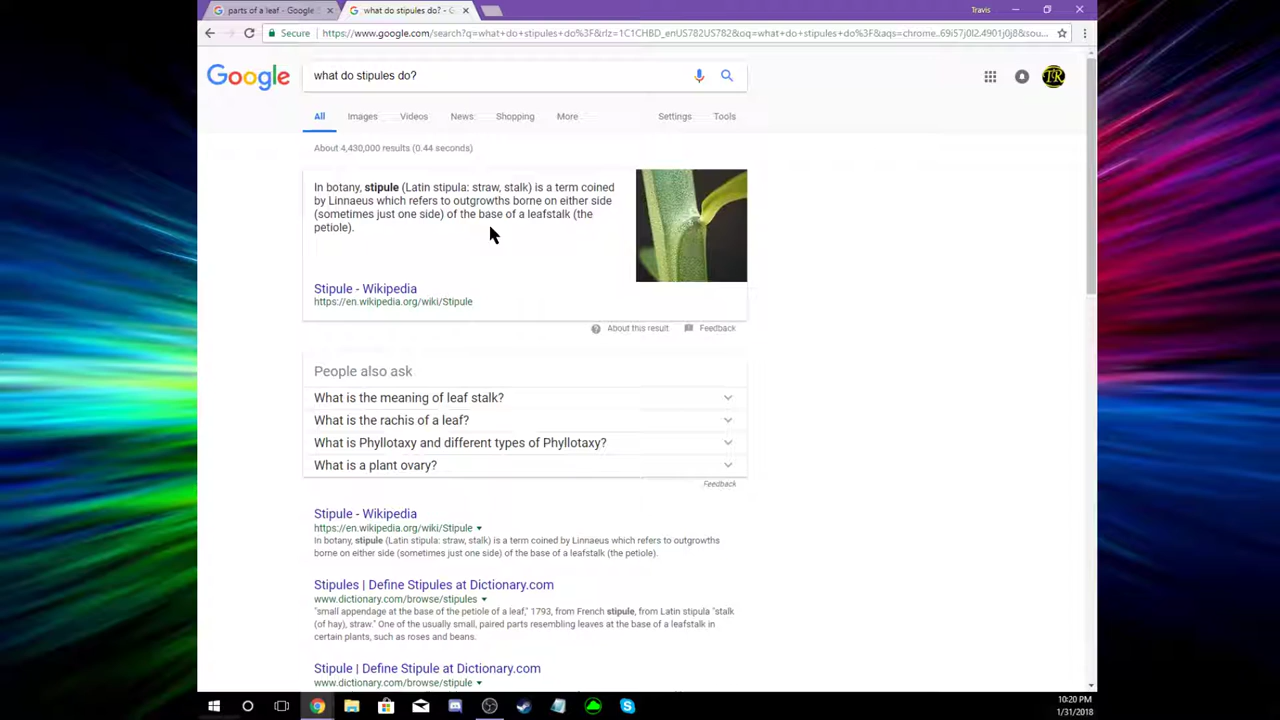 parts of a leaf - Google
what do stipules do? - G
Travis
Secure https://www.google.com/search?q=what+do+stipules+do%3F&rlz=1C1CHBD_enUS782US782&oq=what+do+stipules+do%3F&aqs=chrome..69i57j0l2.4901j0j8&sou...
Google
what do stipules do?
TR
All Images Videos News Shopping More Settings Tools
About 4,430,000 results (0.44 seconds)
In botany, stipule (Latin stipula: straw, stalk) is a term coined
by Linnaeus which refers to outgrowths borne on either side
(sometimes just one side) of the base of a leafstalk (the
petiole).
Stipule - Wikipedia
https://en.wikipedia.org/wiki/Stipule
About this result Feedback
People also ask
What is the meaning of leaf stalk?
What is the rachis of a leaf?
What is Phyllotaxy and different types of Phyllotaxy?
What is a plant ovary?
Feedback
Stipule - Wikipedia
https://en.wikipedia.org/wiki/Stipule
In botany, stipule (Latin stipula: straw, stalk) is a term coined by Linnaeus which refers to outgrowths
borne on either side (sometimes just one side) of the base of a leafstalk (the petiole).
Stipules | Define Stipules at Dictionary.com
www.dictionary.com/browse/stipules
"small appendage at the base of the petiole of a leaf," 1793, from French stipule, from Latin stipula "stalk
(of hay), straw." One of the usually small, paired parts resembling leaves at the base of a leafstalk in
certain plants, such as roses and beans.
Stipule | Define Stipule at Dictionary.com
www.dictionary.com/browse/stipule
10:20 PM
1/31/2018